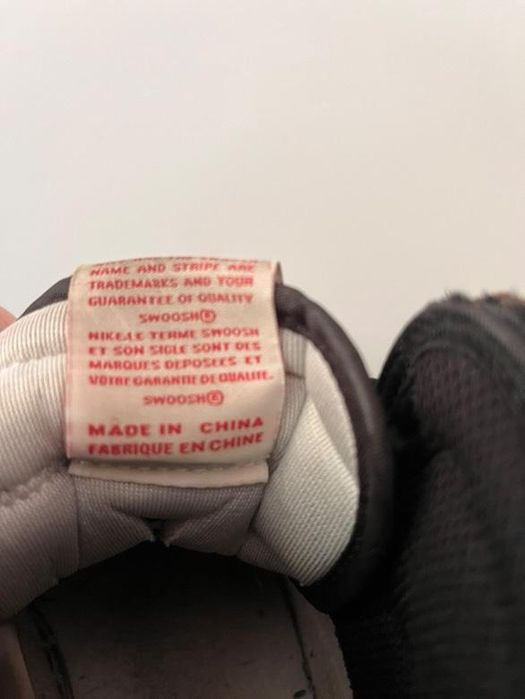 NAME AND STRIPE ARE
TRADEMARKS AND YOUR
GUARANTEE OF QUALITY
SWOOSH®
NIKE,LE TERME SWOOSH
ET SON SIGLE SONT DES
MARQUES DEPOSEES ET
VOTRE GARANTIE DE QUALITE.
SWOOSH®
MADE IN CHINA
FABRIQUE EN CHINE